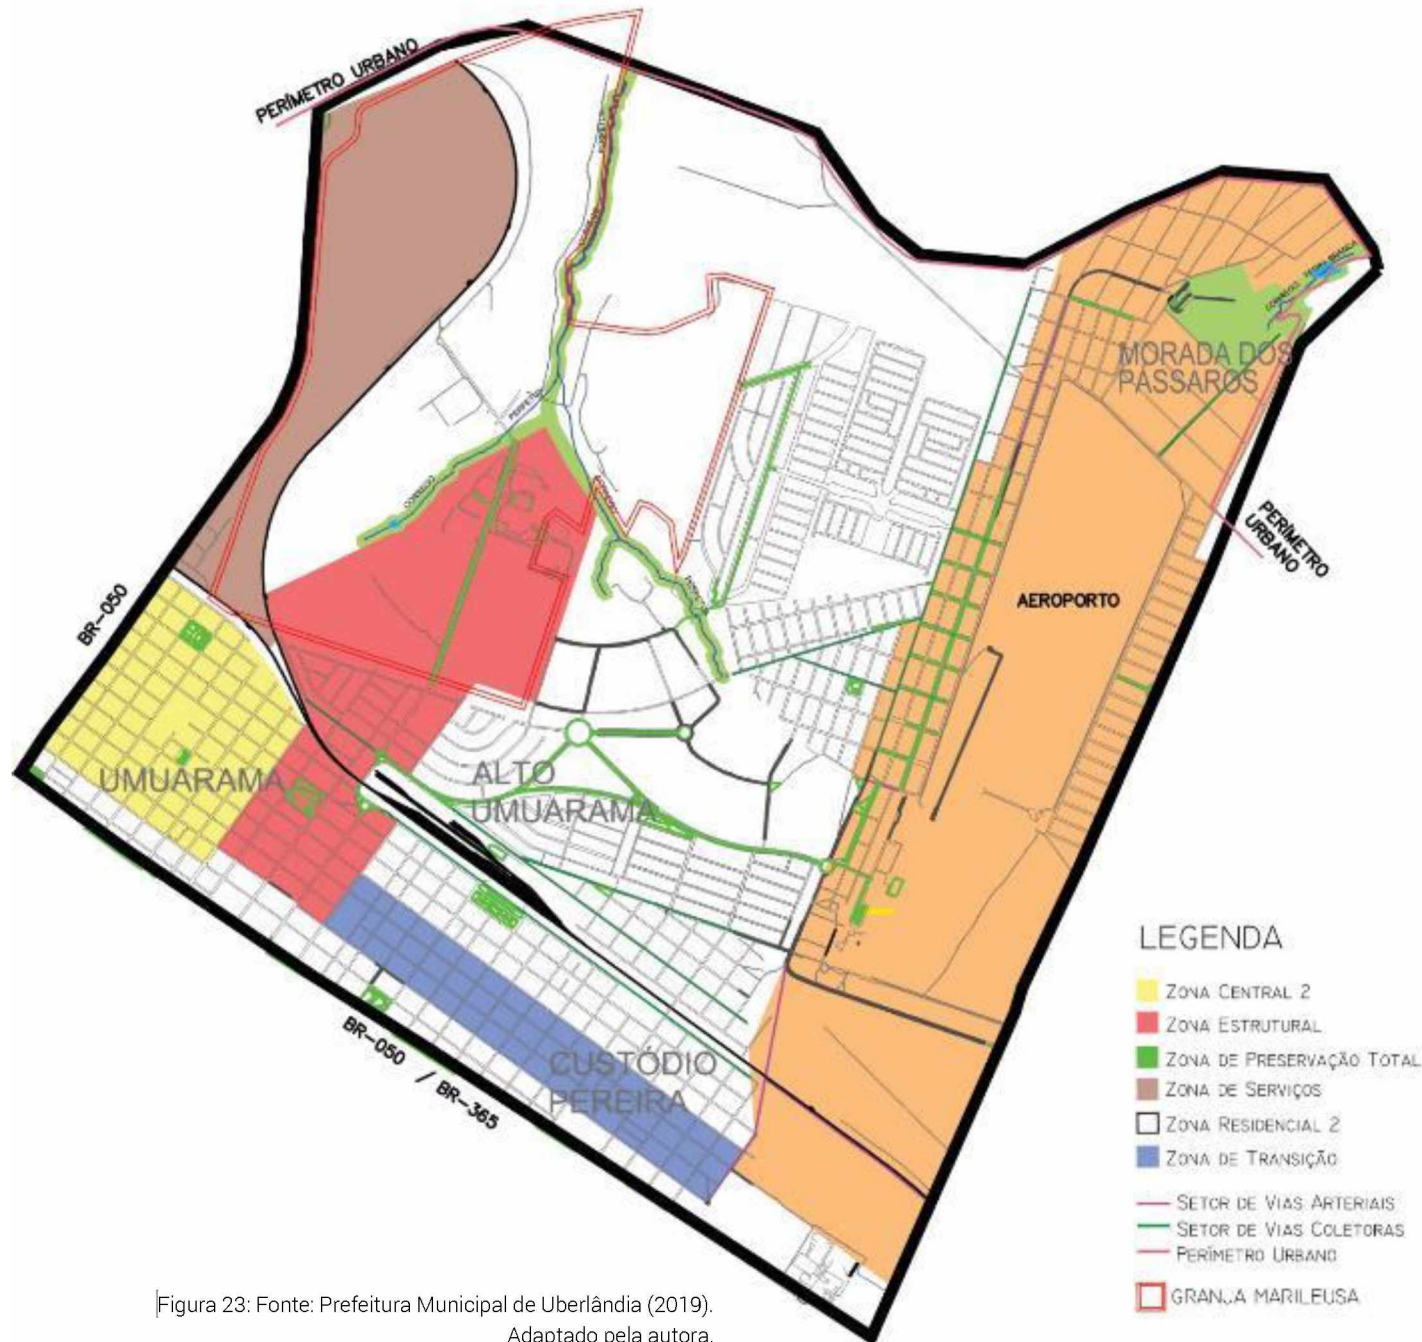 PERÍMETRO URBANO
PERFEITO
CÓRREGO
CÓRREGO
MORADA DOS
PASSAROS
PERÍMETRO
URBANO
AEROPORTO
BR-050
UMUARAMA
ALTO
UMUARAMA
CUSTÓDIO
PEREIRA
BR-050 / BR-365
LEGENDA
ZONA CENTRAL 2
ZONA ESTRUTURAL
ZONA DE PRESERVAÇÃO TOTAL
ZONA DE SERVIÇOS
ZONA RESIDENCIAL 2
ZONA DE TRANSIÇÃO
SETOR DE VIAS ARTERIAIS
SETOR DE VIAS COLETORAS
PERÍMETRO URBANO
GRANJA MARILEUSA
Figura 23: Fonte: Prefeitura Municipal de Uberlândia (2019).
Adaptado pela autora.